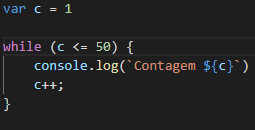 var c = 1
while (c <= 50) {
    console.log(`Contagem ${c}`)
    c++;
}